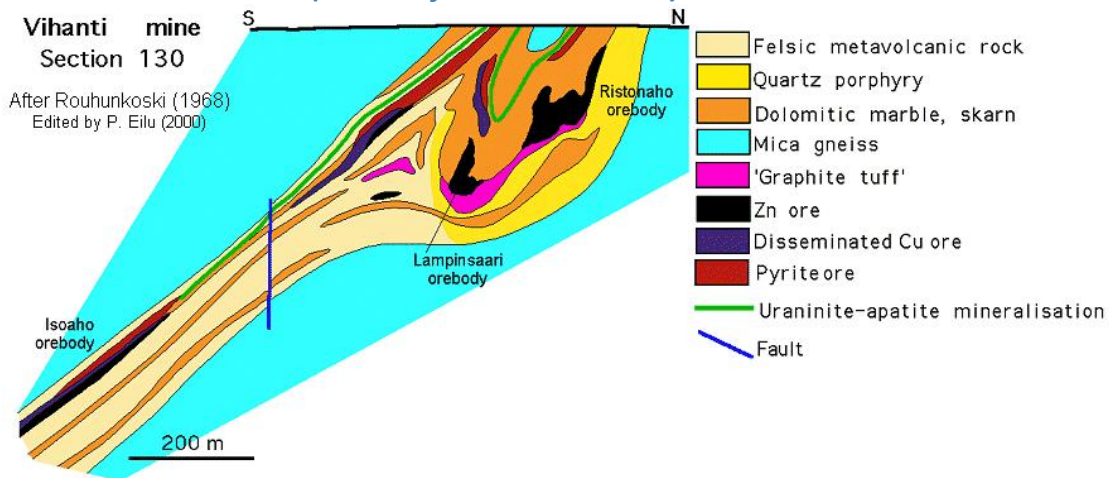 Vihanti mine
Section 130
After Rouhunkoski (1968)
Edited by P. Eilu (2000)
S
N
Ristonaho
orebody
Lampinsaari
orebody
Isoaho
orebody
200 m
Felsic metavolcanic rock
Quartz porphyry
Dolomitic marble, skarn
Mica gneiss
'Graphite tuff'
Zn ore
Disseminated Cu ore
Pyrite ore
Uraninite-apatite mineralisation
Fault